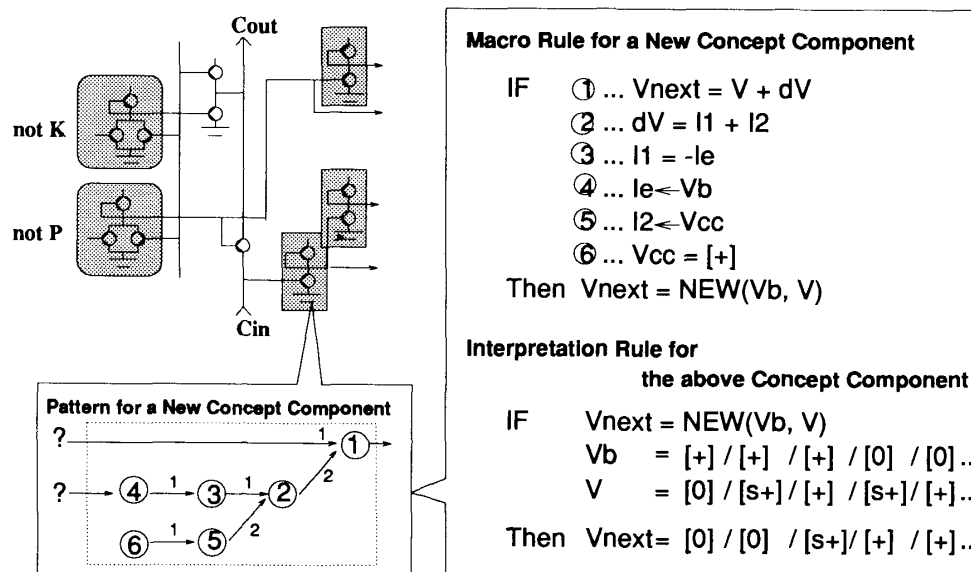 Cout
not K
not P
Cin
Pattern for a New Concept Component
? 1 1
? 4 1 3 1 2 2
6 1 5 2
Macro Rule for a New Concept Component
IF 1 ... Vnext = V + dV
2 ... dV = I1 + I2
3 ... I1 = -Ie
4 ... Ie←Vb
5 ... I2←Vcc
6 ... Vcc = [+]
Then Vnext = NEW(Vb, V)
Interpretation Rule for
the above Concept Component
IF Vnext = NEW(Vb, V)
Vb = [+] / [+] / [+] / [0] / [0] ..
V = [0] / [s+] / [+] / [s+] / [+] ..
Then Vnext= [0] / [0] / [s+] / [+] / [+] ..